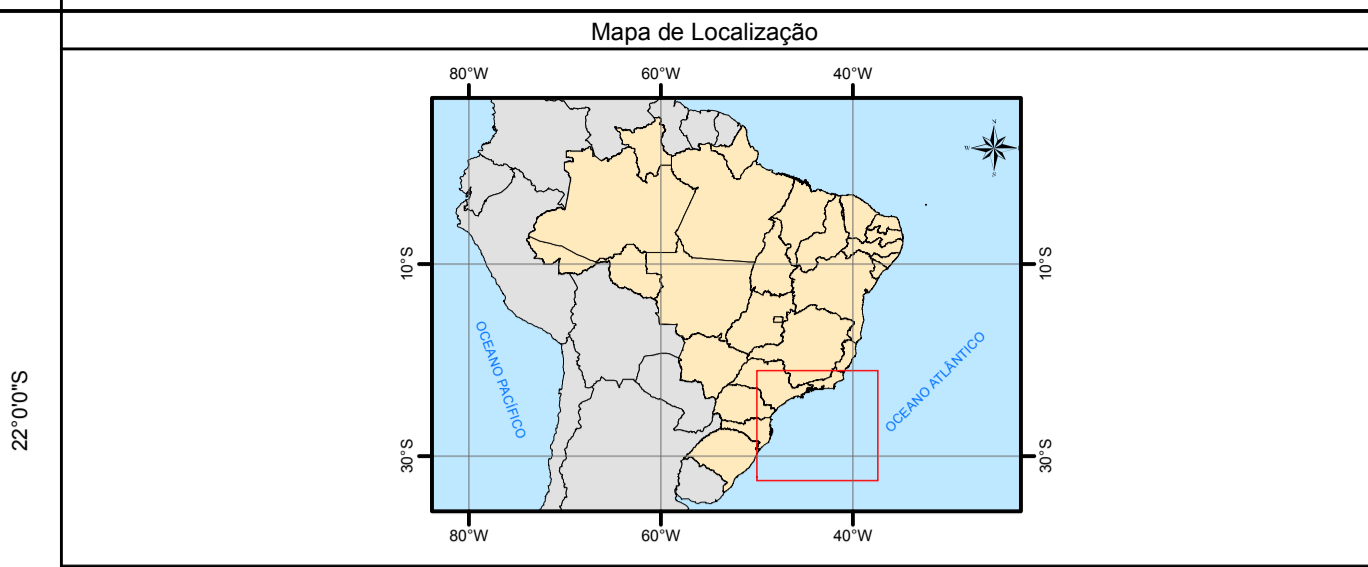 Mapa de Localização
80°W 60°W 40°W
N
W
S
10°S 10°S
OCEANO PACÍFICO
OCEANO ATLÂNTICO
22°0'0"S
30°S 30°S
80°W 60°W 40°W